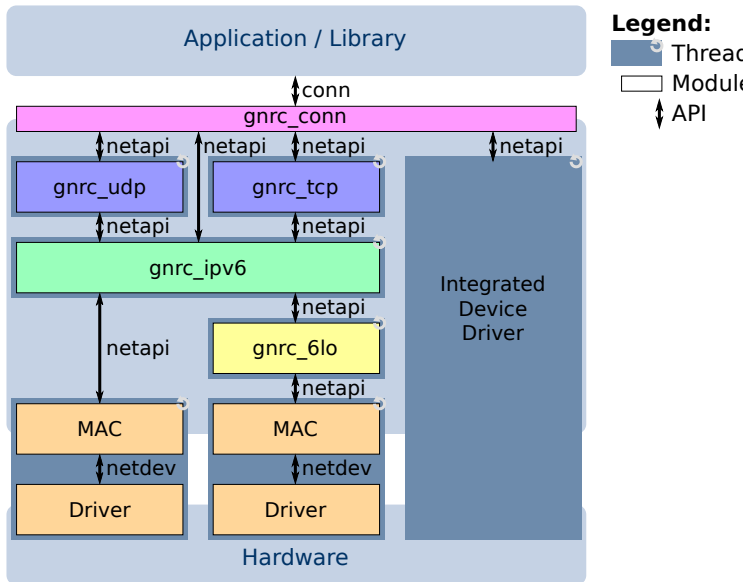 Application / Library
Legend:
Thread
Module
API
conn
gnrc_conn
netapi
netapi
netapi
netapi
gnrc_udp
gnrc_tcp
netapi
netapi
gnrc_ipv6
Integrated
Device
Driver
netapi
netapi
gnrc_6lo
netapi
MAC
MAC
netdev
netdev
Driver
Driver
Hardware